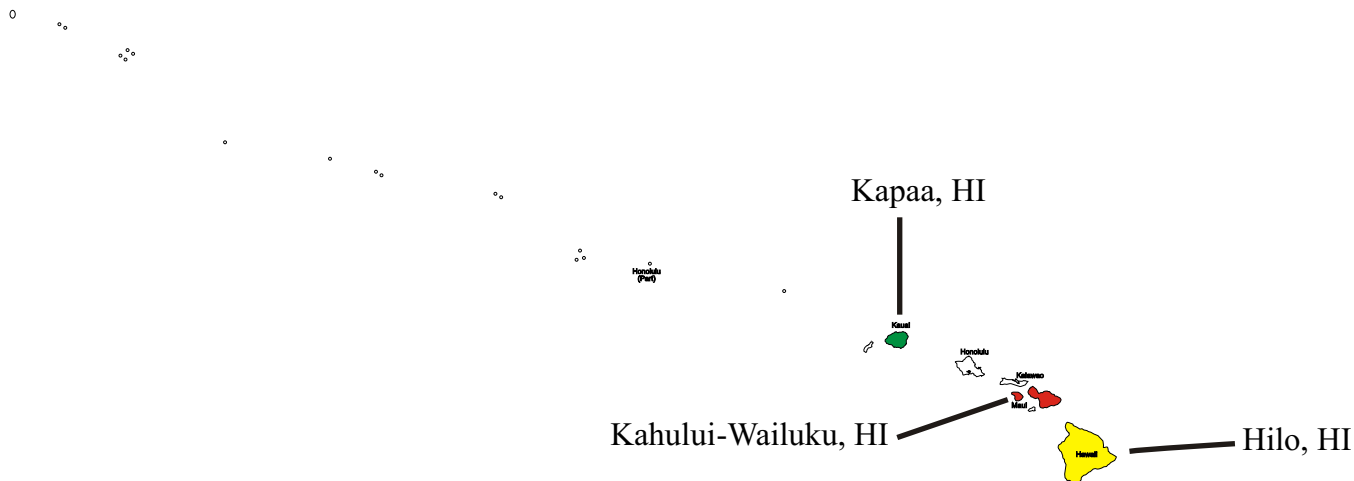 Kapaa, HI
Honolulu
(Part)
Kauai
Honolulu
Kalawao
Maui
Kahului-Wailuku, HI
Hilo, HI
Hawaii